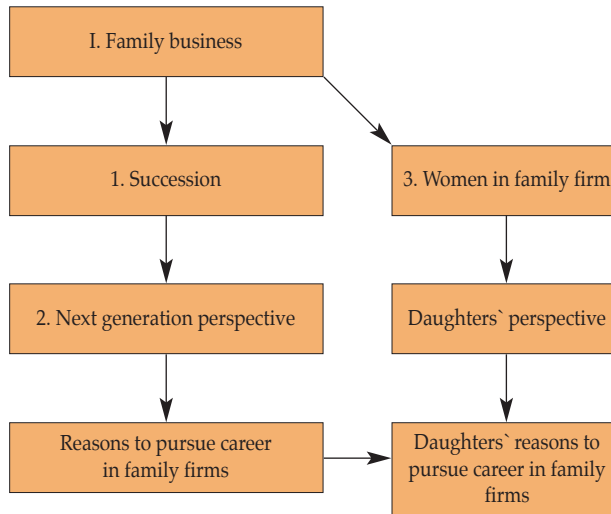 I. Family business
1. Succession
3. Women in family firm
2. Next generation perspective
Daughters` perspective
Reasons to pursue career
in family firms
Daughters` reasons to
pursue career in family
firms